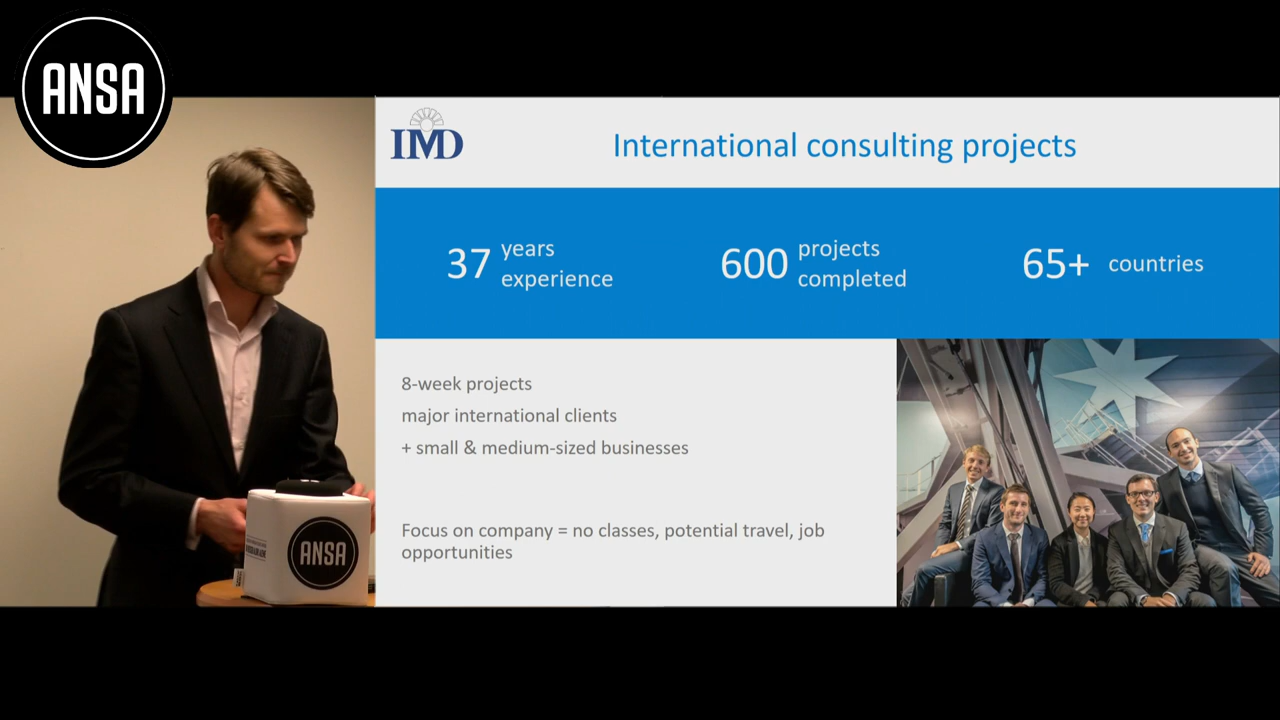 ANSA
IMD
International consulting projects
37 years
experience
600 projects
completed
65+ countries
8-week projects
major international clients
+ small & medium-sized businesses
Focus on company = no classes, potential travel, job
opportunities
ANSA